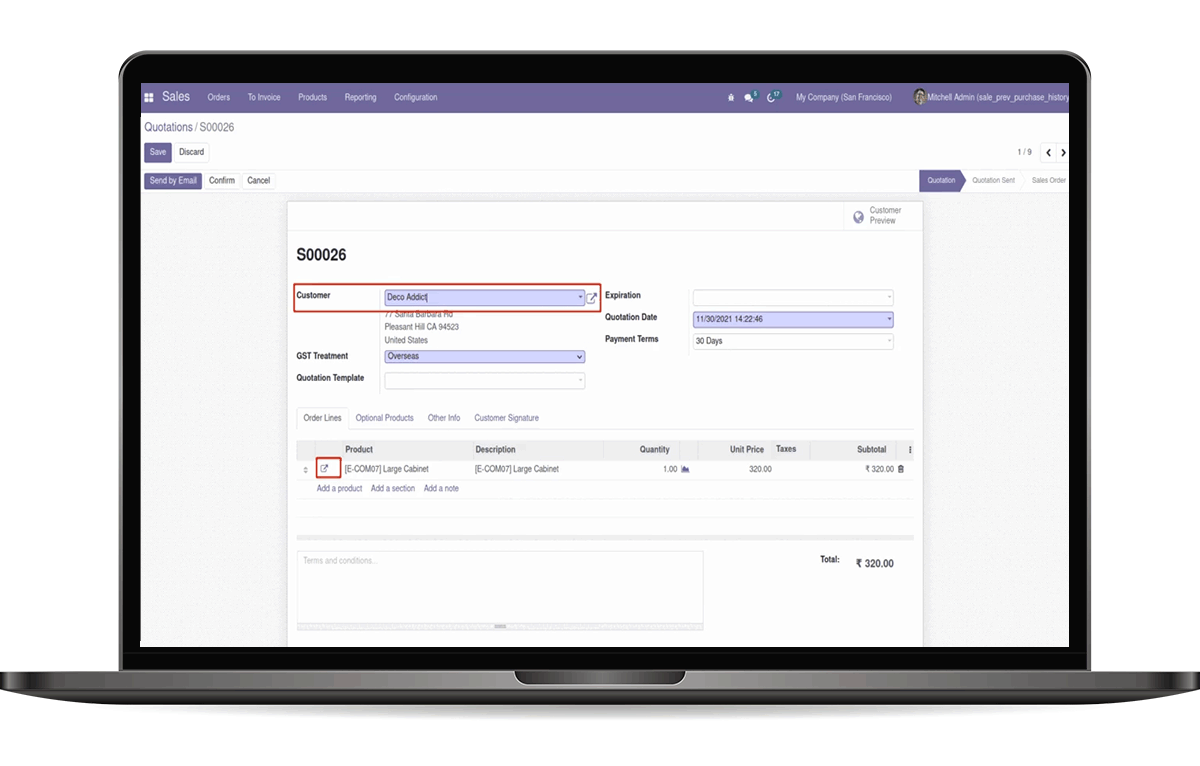 Sales Orders To Invoice Products Reporting Configuration 5 17 My Company (San Francisco) Mitchell Admin (sale_prev_purchase_history
Quotations / S00026
Save Discard 1 / 9
Send by Email Confirm Cancel Quotation Quotation Sent Sales Order
Customer
Preview
S00026
Customer Deco Addict Expiration
77 Santa Barbara Rd Quotation Date 11/30/2021 14:22:46
Pleasant Hill CA 94523
United States Payment Terms 30 Days
GST Treatment Overseas
Quotation Template
Order Lines Optional Products Other Info Customer Signature
Product Description Quantity Unit Price Taxes Subtotal
[E-COM07] Large Cabinet [E-COM07] Large Cabinet 1.00 320.00 ₹ 320.00
Add a product Add a section Add a note
Terms and conditions... Total: ₹ 320.00